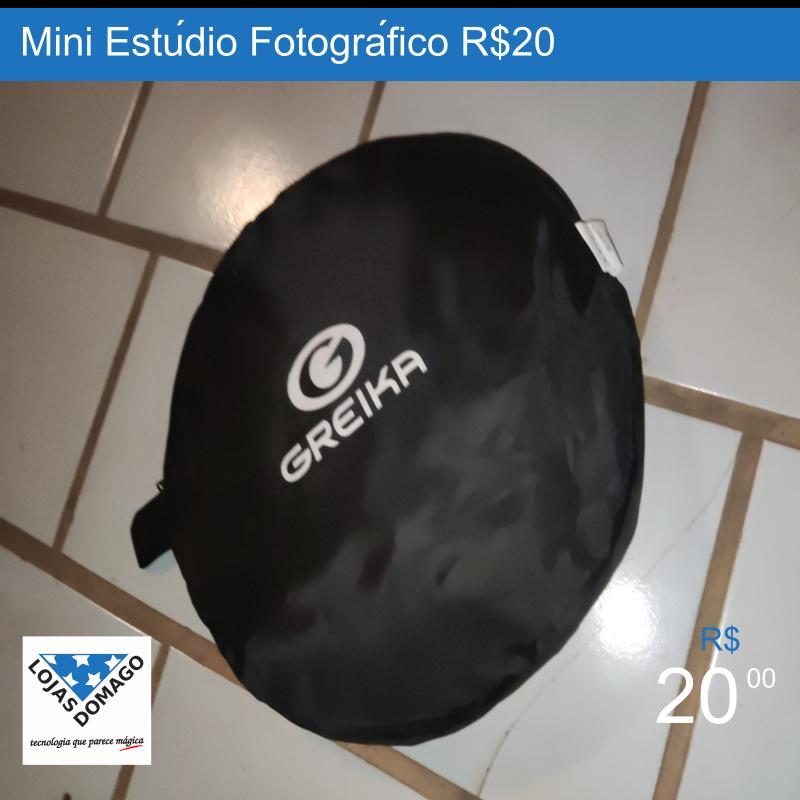 Mini Estúdio Fotográfico R$20
GREIKA
LOJAS DOMAGO
tecnologia que parece mágica
R$
20 00